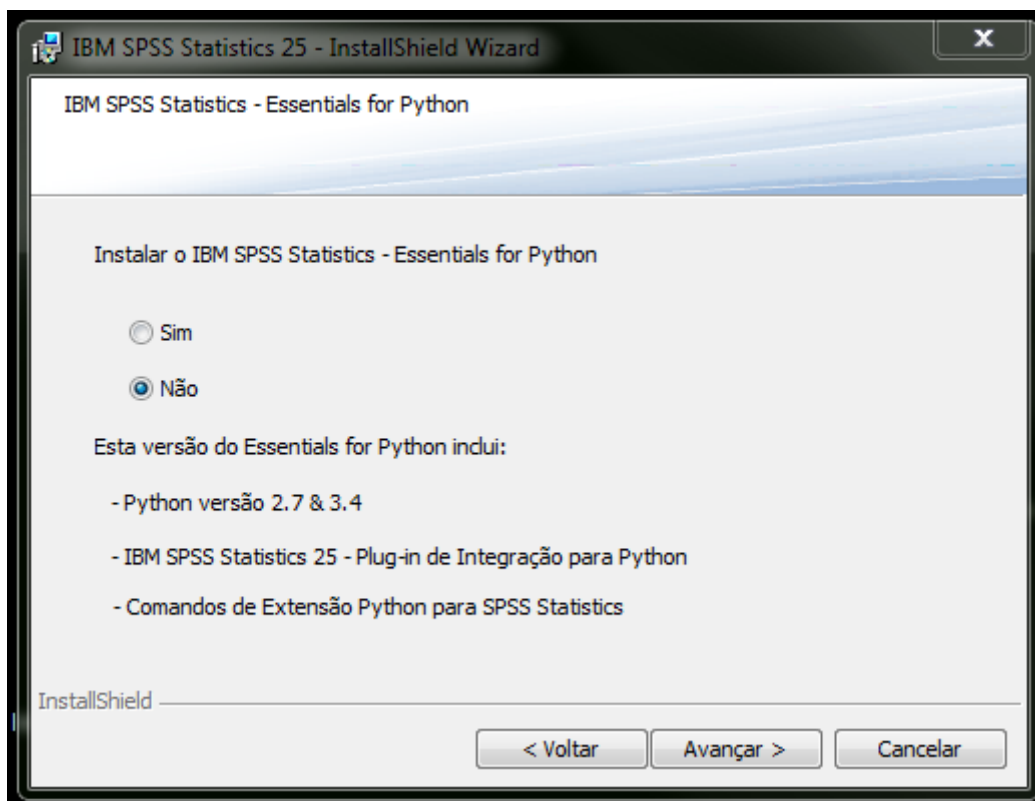 IBM SPSS Statistics 25 - InstallShield Wizard
IBM SPSS Statistics - Essentials for Python
Instalar o IBM SPSS Statistics - Essentials for Python
Sim
Não
Esta versão do Essentials for Python inclui:
- Python versão 2.7 & 3.4
- IBM SPSS Statistics 25 - Plug-in de Integração para Python
- Comandos de Extensão Python para SPSS Statistics
InstallShield
< Voltar
Avançar >
Cancelar